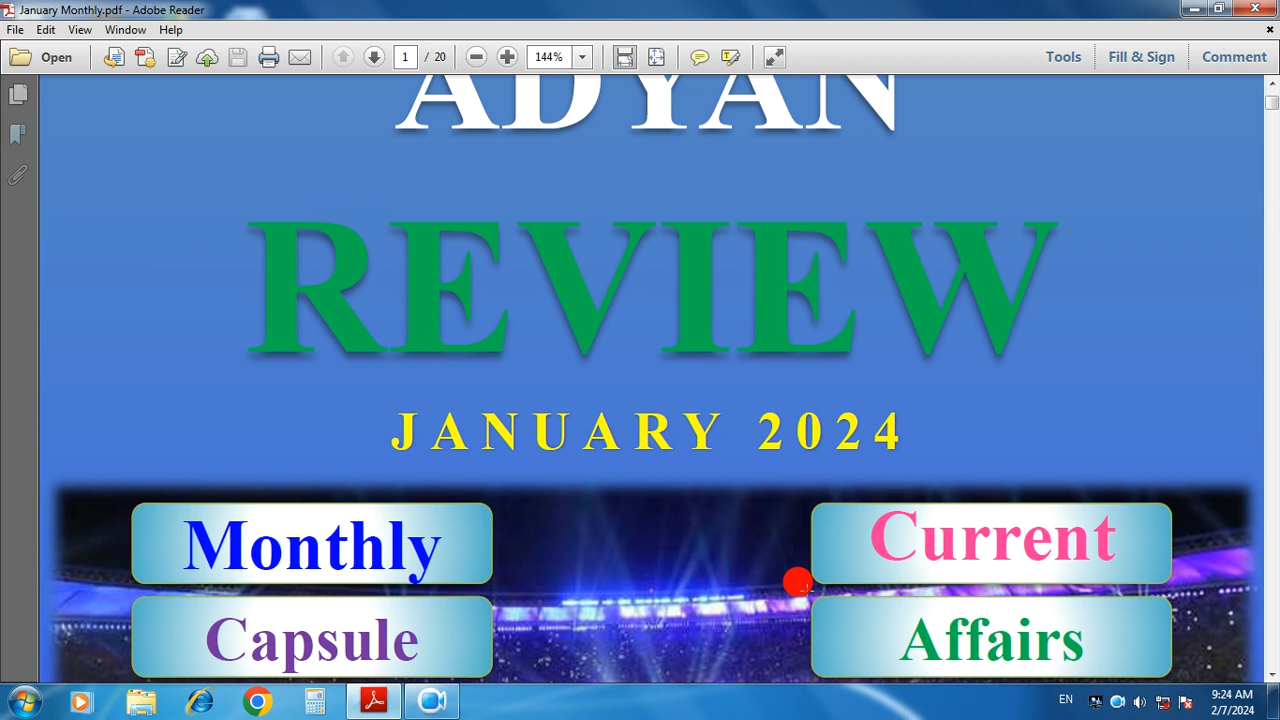 January Monthly.pdf - Adobe Reader
File Edit View Window Help
Open 1 / 20 144% Tools Fill & Sign Comment
ADYAN
REVIEW
JANUARY 2024
Monthly Current
Capsule Affairs
EN 9:24 AM
2/7/2024